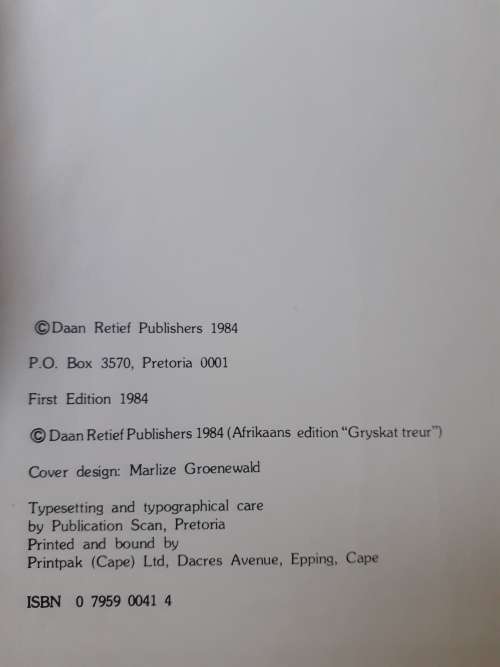 ©Daan Retief Publishers 1984
P.O. Box 3570, Pretoria 0001
First Edition 1984
© Daan Retief Publishers 1984 (Afrikaans edition “Gryskat treur”)
Cover design: Marlize Groenewald
Typesetting and typographical care
by Publication Scan, Pretoria
Printed and bound by
Printpak (Cape) Ltd, Dacres Avenue, Epping, Cape
ISBN 0 7959 0041 4